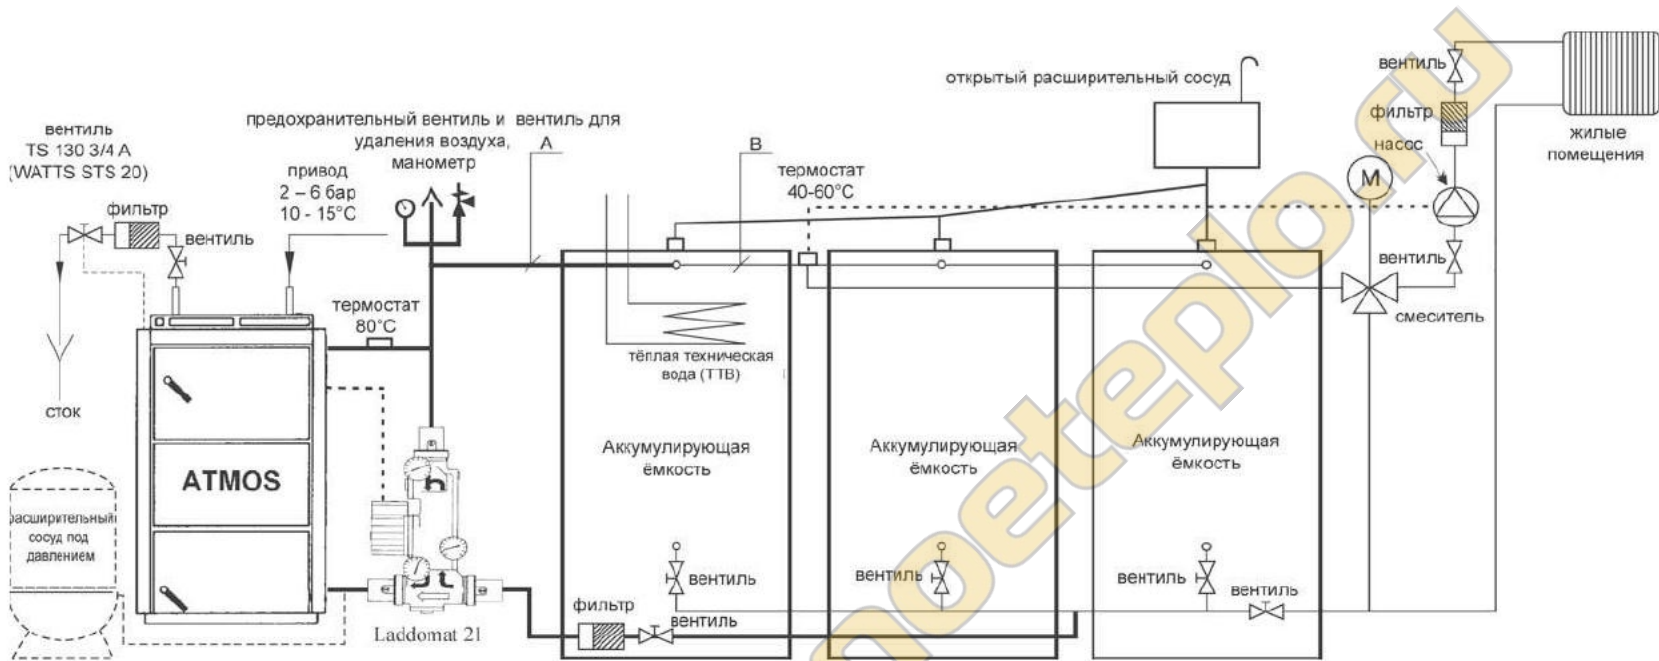 открытый расширительный сосуд
вентиль
фильтр
насос
жилые
помещения
предохранительный вентиль и вентиль для
удаления воздуха,
манометр
вентиль
TS 130 3/4 A
(WATTS STS 20)
привод
2 – 6 бар
10 - 15°C
A
B
термостат
40-60°C
M
фильтр
вентиль
вентиль
смеситель
термостат
80°C
тёплая техническая
вода (ТТВ)
сток
ATMOS
Аккумулирующая
ёмкость
Аккумулирующая
ёмкость
Аккумулирующая
ёмкость
расширительный
сосуд под
давлением
вентиль
вентиль
вентиль
фильтр
вентиль
Laddomat 21
noeteplo.ru